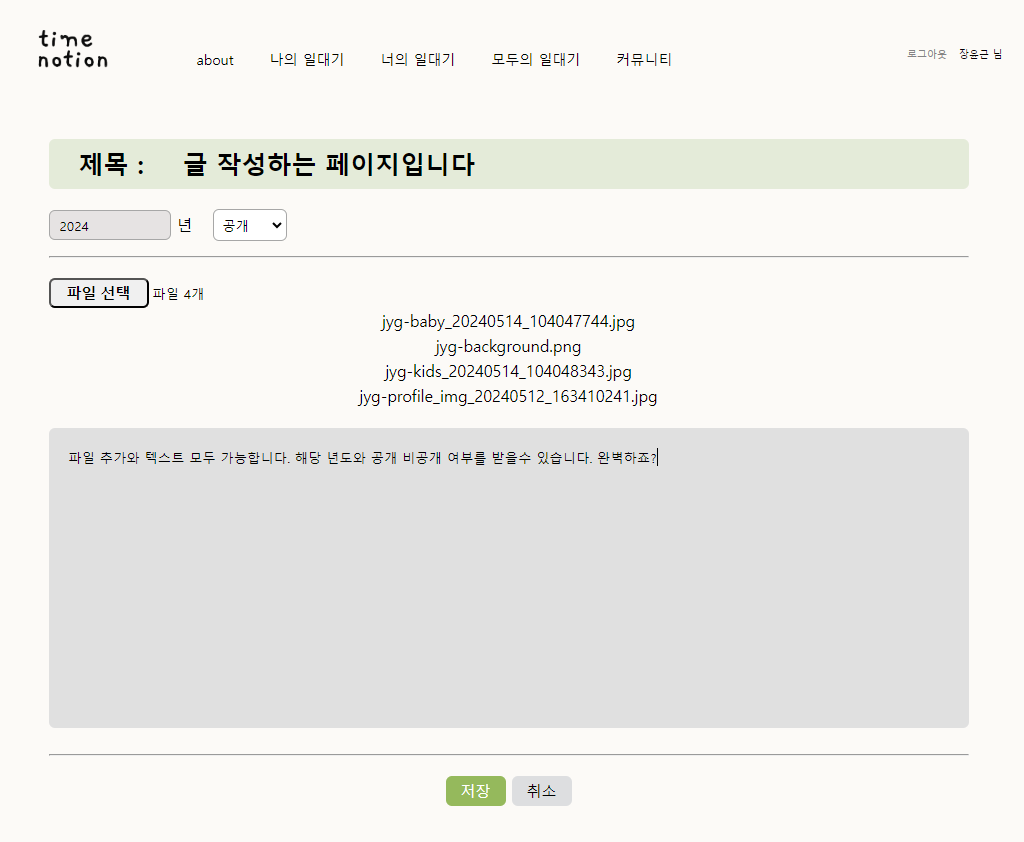 time
notion
about 나의 일대기 너의 일대기 모두의 일대기 커뮤니티
로그아웃 장윤근 님
제목 : 글 작성하는 페이지입니다
2024 년 공개
파일 선택 파일 4개
jyg-baby_20240514_104047744.jpg
jyg-background.png
jyg-kids_20240514_104048343.jpg
jyg-profile_img_20240512_163410241.jpg
파일 추가와 텍스트 모두 가능합니다. 해당 년도와 공개 비공개 여부를 받을수 있습니다. 완벽하죠?
저장 취소